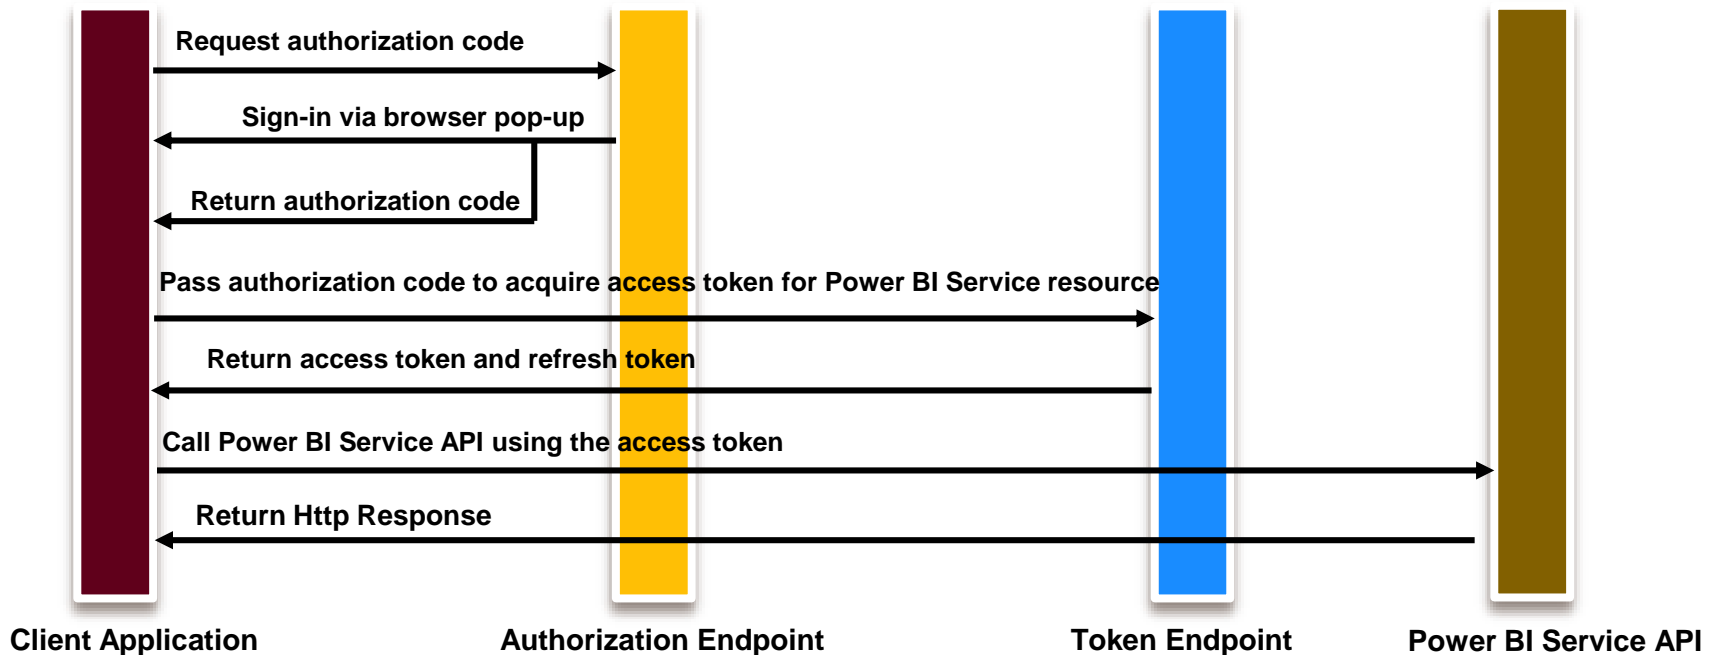 Request authorization code
Sign-in via browser pop-up
Return authorization code
Pass authorization code to acquire access token for Power BI Service resource
Return access token and refresh token
Call Power BI Service API using the access token
Return Http Response
Client Application
Authorization Endpoint
Token Endpoint
Power BI Service API